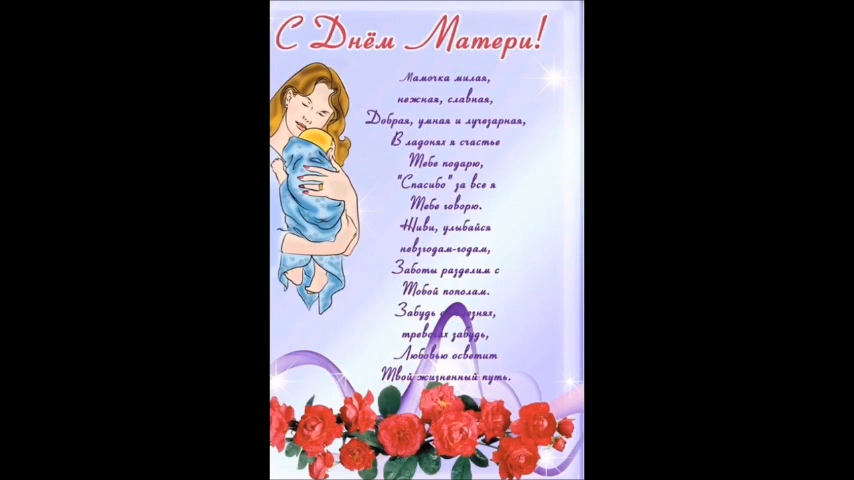 С Днём Матери!
Мамочка милая,
нежная, славная,
Добрая, умная и лучезарная,
В ладонях я счастье
Тебе подарю,
"Спасибо" за все я
Тебе говорю.
Живи, улыбайся
невзгодам-годам,
Заботы разделим с
Тобой пополам.
Забудь
тревогах забудь,
Любовью осветит
Твой жизненный путь.